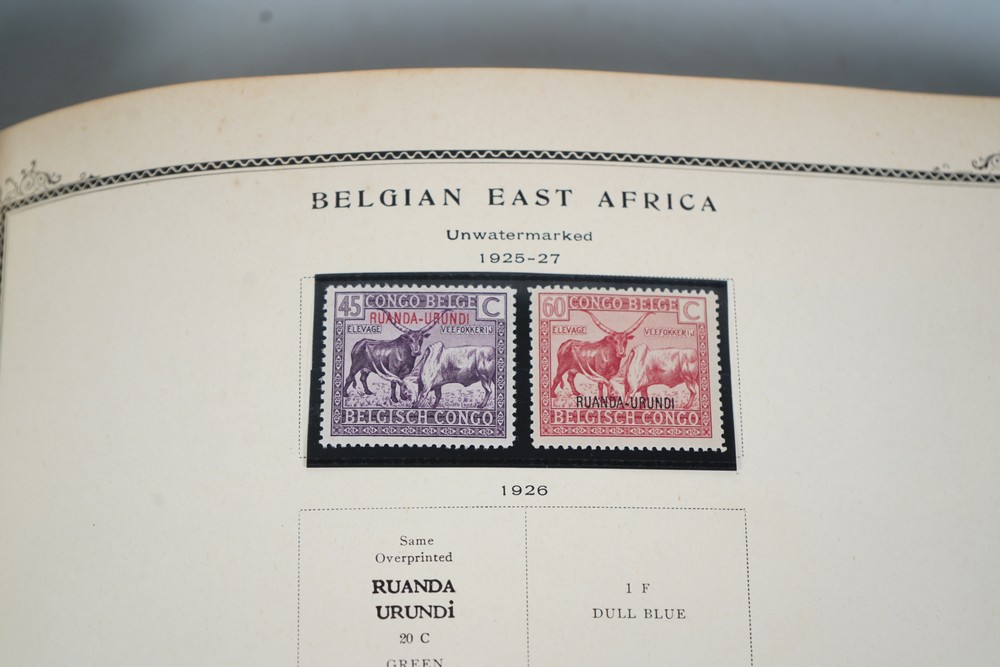 BELGIAN EAST AFRICA
Unwatermarked
1925-27
45 CONGO BELGE C
RUANDA-URUNDI
ELEVAGE VEEFOKKERIJ
BELGISCH CONGO
60 CONGO BELGE C
ELEVAGE VEEFOKKERIJ
RUANDA-URUNDI
BELGISCH CONGO
1926
Same
Overprinted
RUANDA
URUNDi
20 C
GREEN
1 F
DULL BLUE